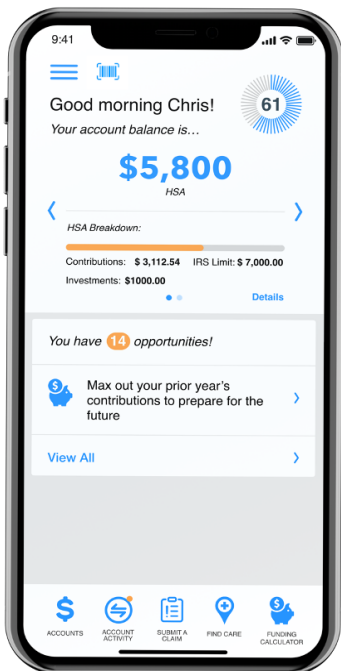 9:41
Good morning Chris!
61
Your account balance is...
$5,800
HSA
HSA Breakdown:
Contributions: $ 3,112.54 IRS Limit: $ 7,000.00
Investments: $1000.00
Details
You have 14 opportunities!
Max out your prior year's
contributions to prepare for the
future
View All
ACCOUNTS
ACCOUNT
ACTIVITY
SUBMIT A
CLAIM
FIND CARE
FUNDING
CALCULATOR